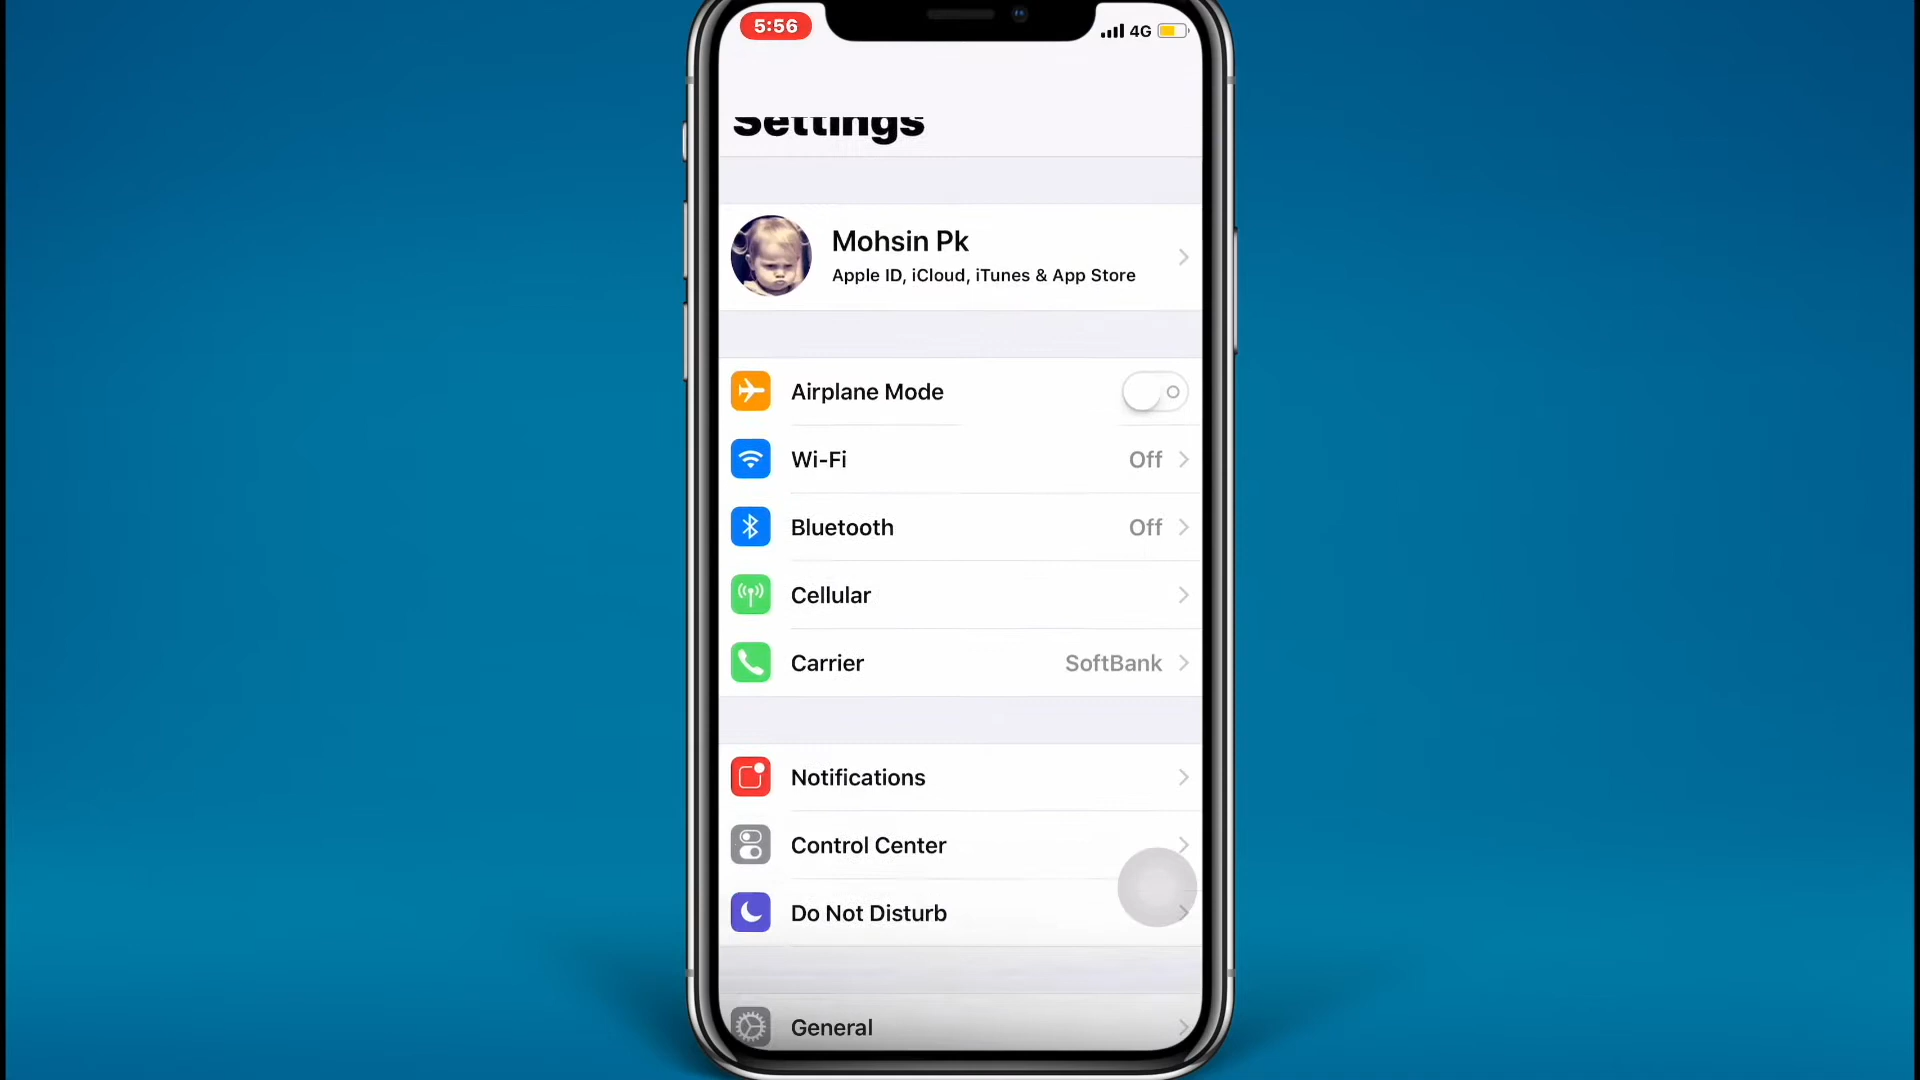 5:56
4G
Settings
Mohsin Pk
Apple ID, iCloud, iTunes & App Store
Airplane Mode
Wi-Fi Off
Bluetooth Off
Cellular
Carrier SoftBank
Notifications
Control Center
Do Not Disturb
General